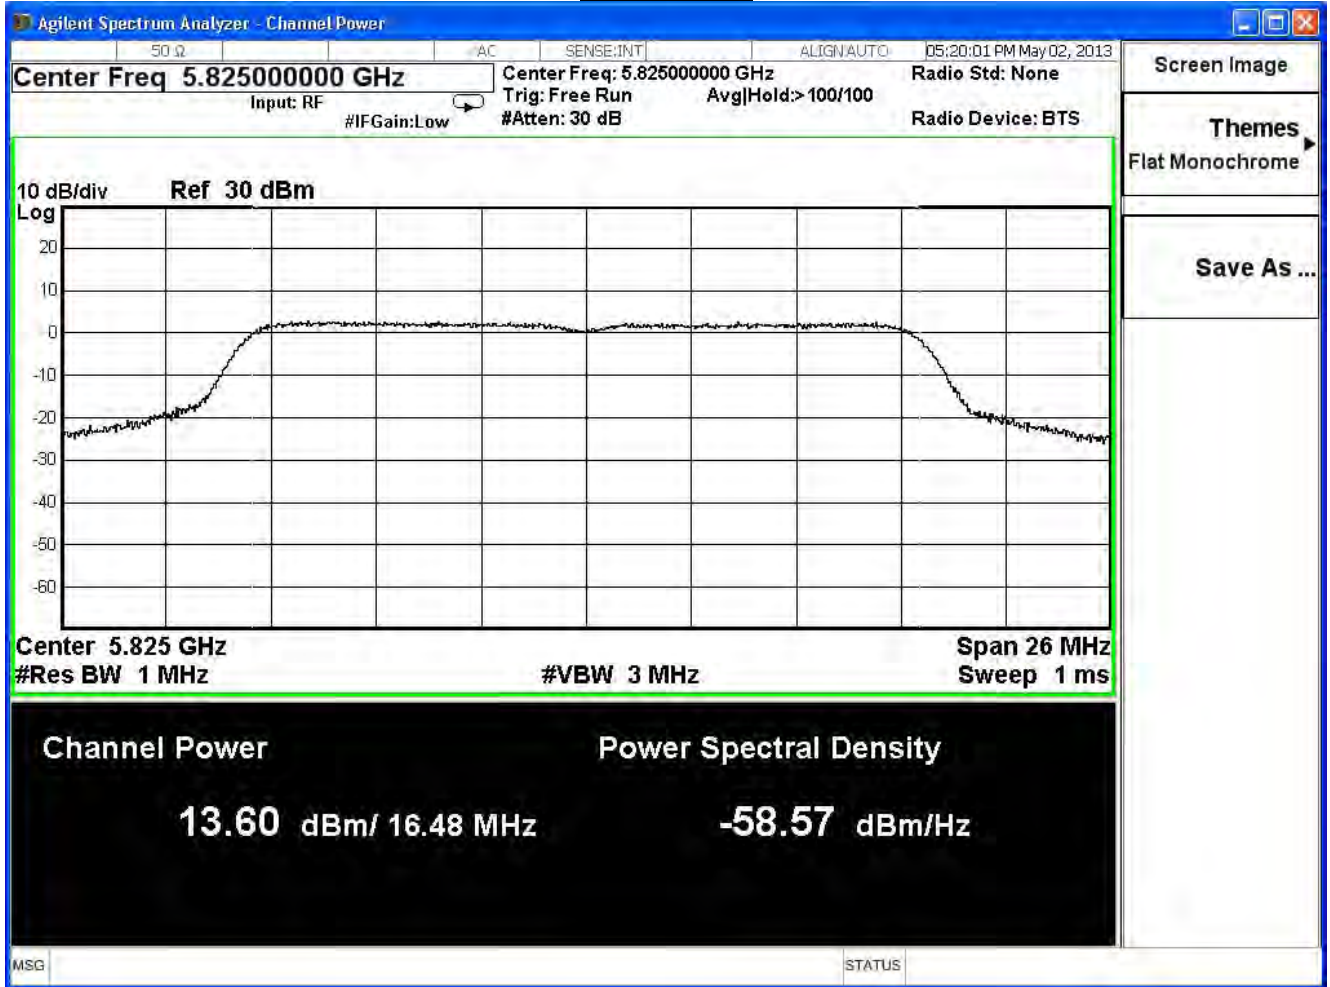 Agilent Spectrum Analyzer - Channel Power
50 Ω AC SENSE:INT ALIGNAUTO 05:20:01 PM May 02, 2013
Center Freq 5.825000000 GHz
Input: RF
#IFGain:Low
Center Freq: 5.825000000 GHz
Trig: Free Run Avg|Hold:> 100/100
#Atten: 30 dB
Radio Std: None
Radio Device: BTS
10 dB/div Ref 30 dBm
Log
20
10
0
-10
-20
-30
-40
-50
-60
Center 5.825 GHz Span 26 MHz
#Res BW 1 MHz #VBW 3 MHz Sweep 1 ms
Channel Power Power Spectral Density
13.60 dBm/ 16.48 MHz -58.57 dBm/Hz
MSG STATUS
Screen Image
Themes
Flat Monochrome
Save As ...